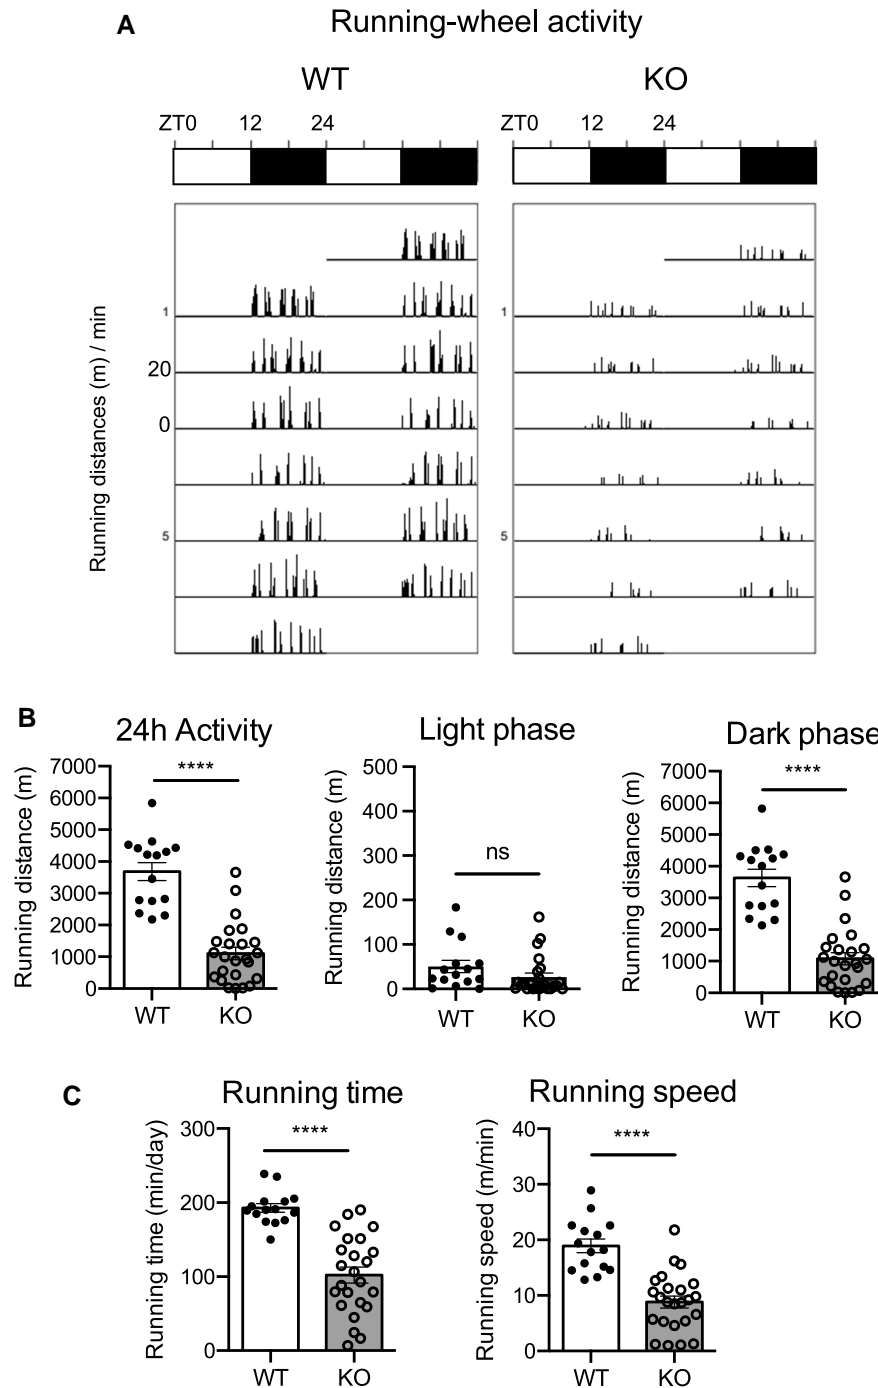 A
Running-wheel activity
WT
KO
ZT0 12 24
ZT0 12 24
Running distances (m) / min
1
20
0
5
1
5
B
24h Activity
Running distance (m)
7000
6000
5000
4000
3000
2000
1000
0
****
WT KO
Light phase
Running distance (m)
500
400
300
200
100
0
ns
WT KO
Dark phase
Running distance (m)
7000
6000
5000
4000
3000
2000
1000
0
****
WT KO
C
Running time
Running time (min/day)
300
200
100
0
****
WT KO
Running speed
Running speed (m/min)
40
30
20
10
0
****
WT KO